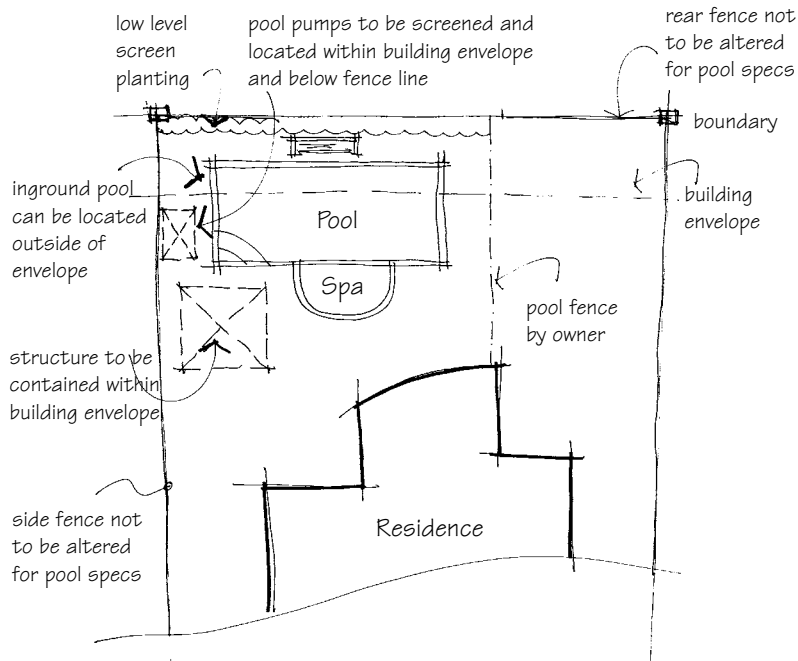 low level
screen
planting
pool pumps to be screened and
located within building envelope
and below fence line
rear fence not
to be altered
for pool specs
boundary
inground pool
can be located
outside of
envelope
building
envelope
Pool
Spa
pool fence
by owner
structure to be
contained within
building envelope
side fence not
to be altered
for pool specs
Residence